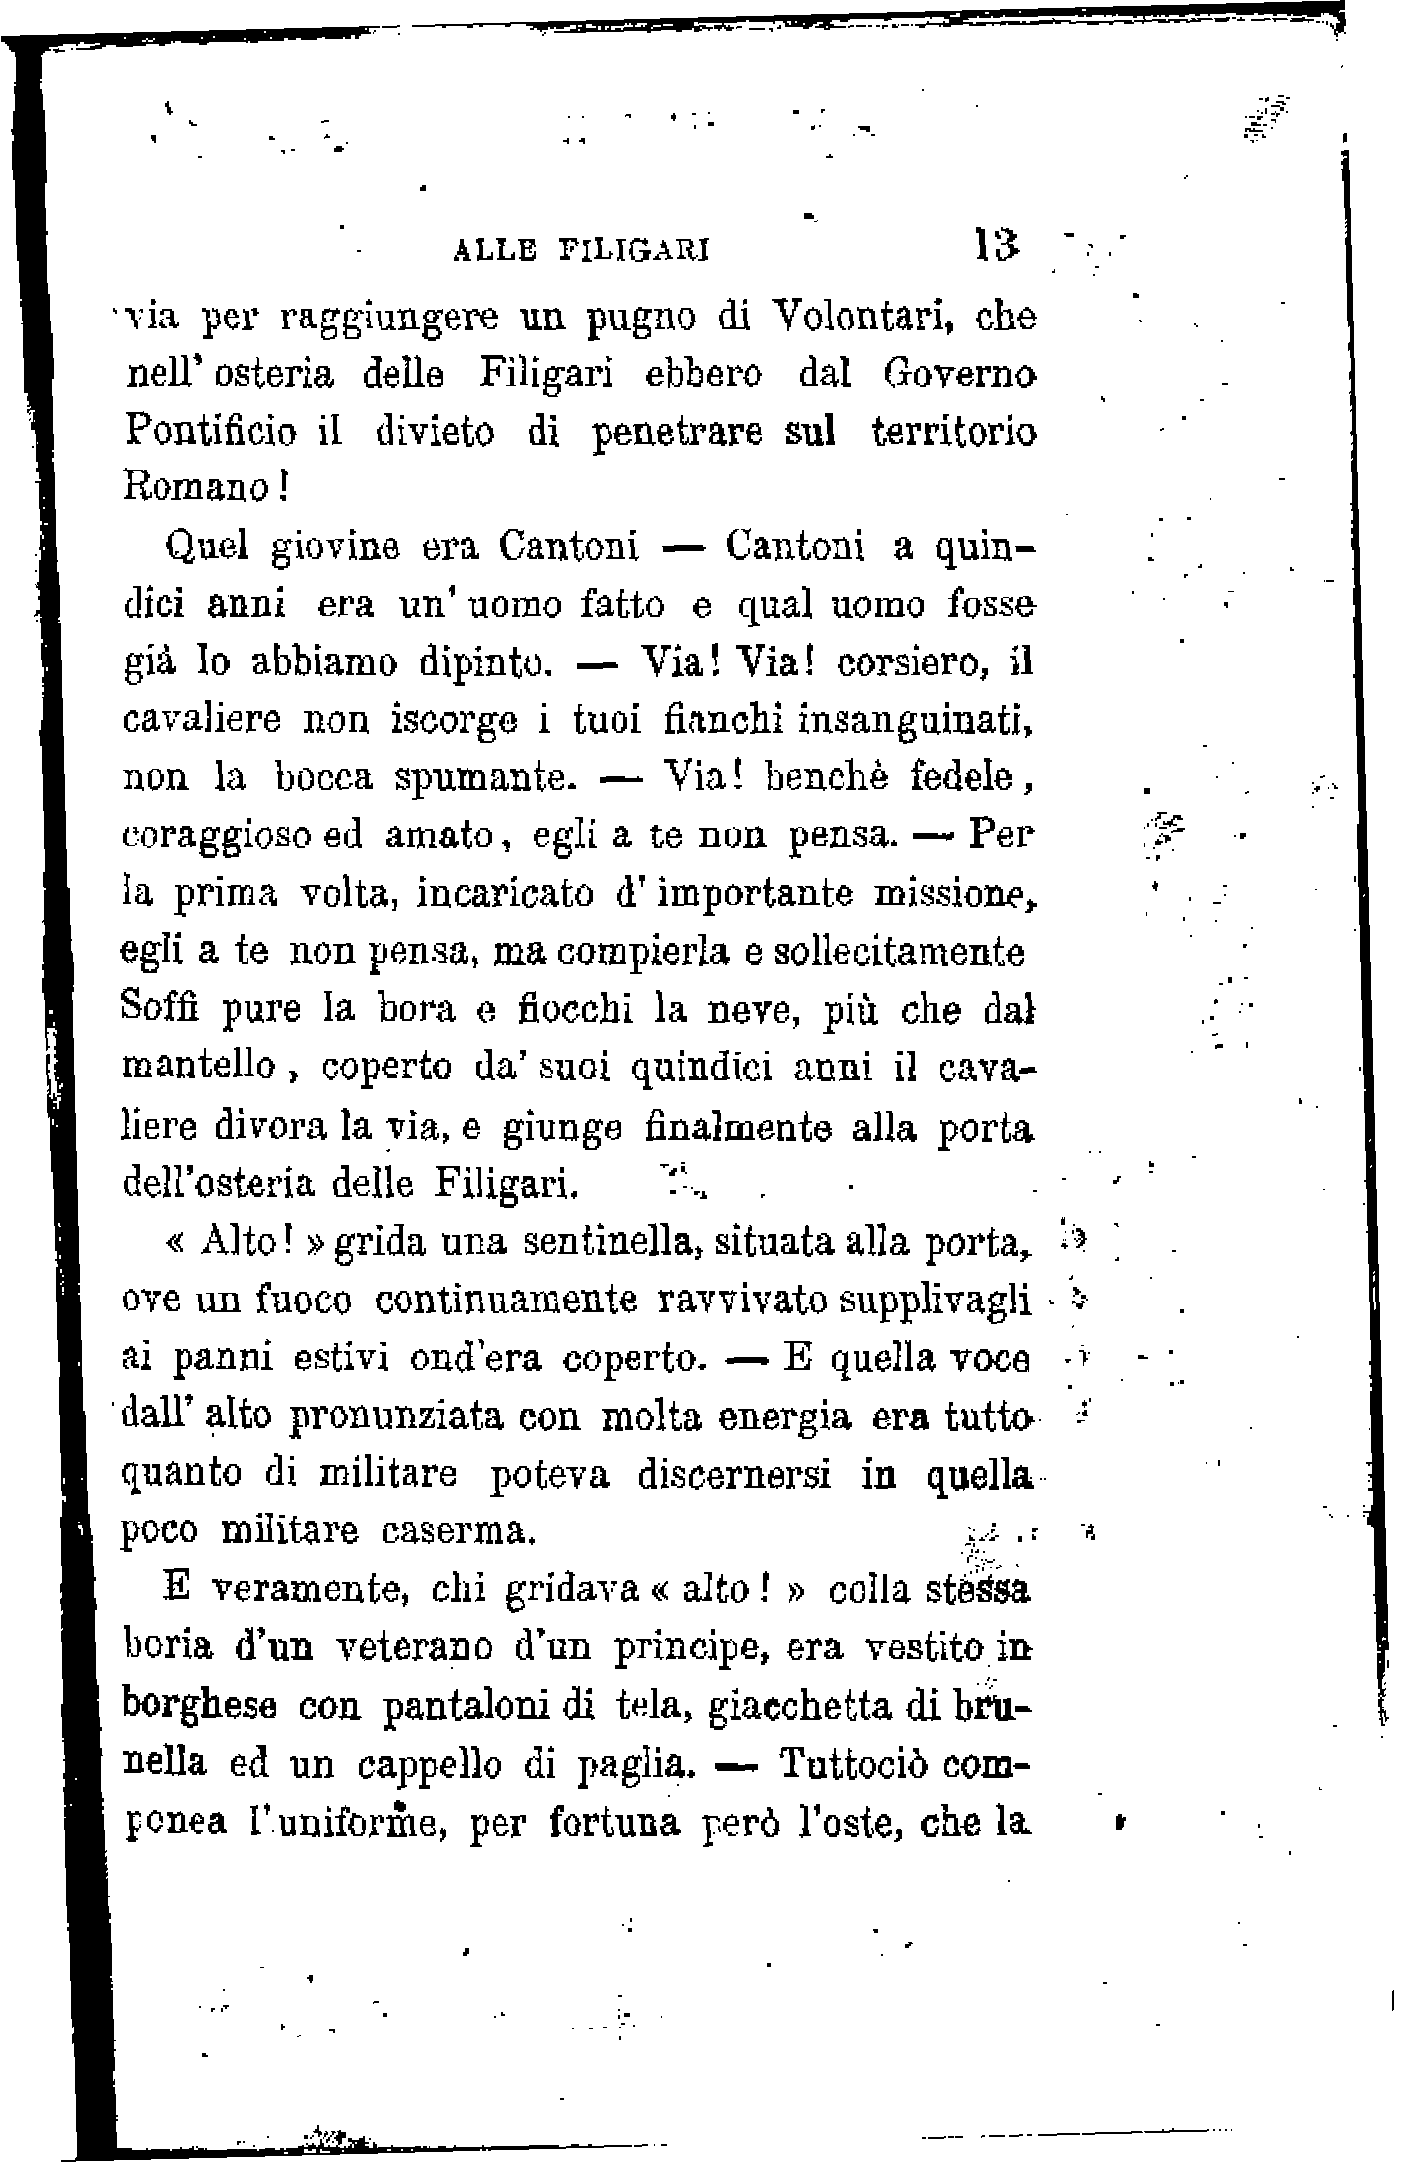 ALLE FILIGARI 13
via per raggiungere un pugno di Volontari, che
nell' osteria delle Filigari ebbero dal Governo
Pontificio il divieto di penetrare sul territorio
Romano !
Quel giovine era Cantoni — Cantoni a quin-
dici anni era un' uomo fatto e qual uomo fosse
già lo abbiamo dipinto. — Via! Via! corsiero, il
cavaliere non iscorge i tuoi fianchi insanguinati,
non la bocca spumante. — Via! benchè fedele,
coraggioso ed amato, egli a te non pensa. — Per
la prima volta, incaricato d' importante missione,
egli a te non pensa, ma compierla e sollecitamente
Soffi pure la bora e fiocchi la neve, più che dal
mantello, coperto da' suoi quindici anni il cava-
liere divora la via, e giunge finalmente alla porta
dell'osteria delle Filigari.
« Alto! » grida una sentinella, situata alla porta,
ove un fuoco continuamente ravvivato supplivagli
ai panni estivi ond'era coperto. — E quella voce
dall' alto pronunziata con molta energia era tutto
quanto di militare poteva discernersi in quella
poco militare caserma.
E veramente, chi gridava « alto ! » colla stessa
boria d'un veterano d'un principe, era vestito in
borghese con pantaloni di tela, giacchetta di bru-
nella ed un cappello di paglia. — Tuttociò com-
ponea l'uniforme, per fortuna però l'oste, che la